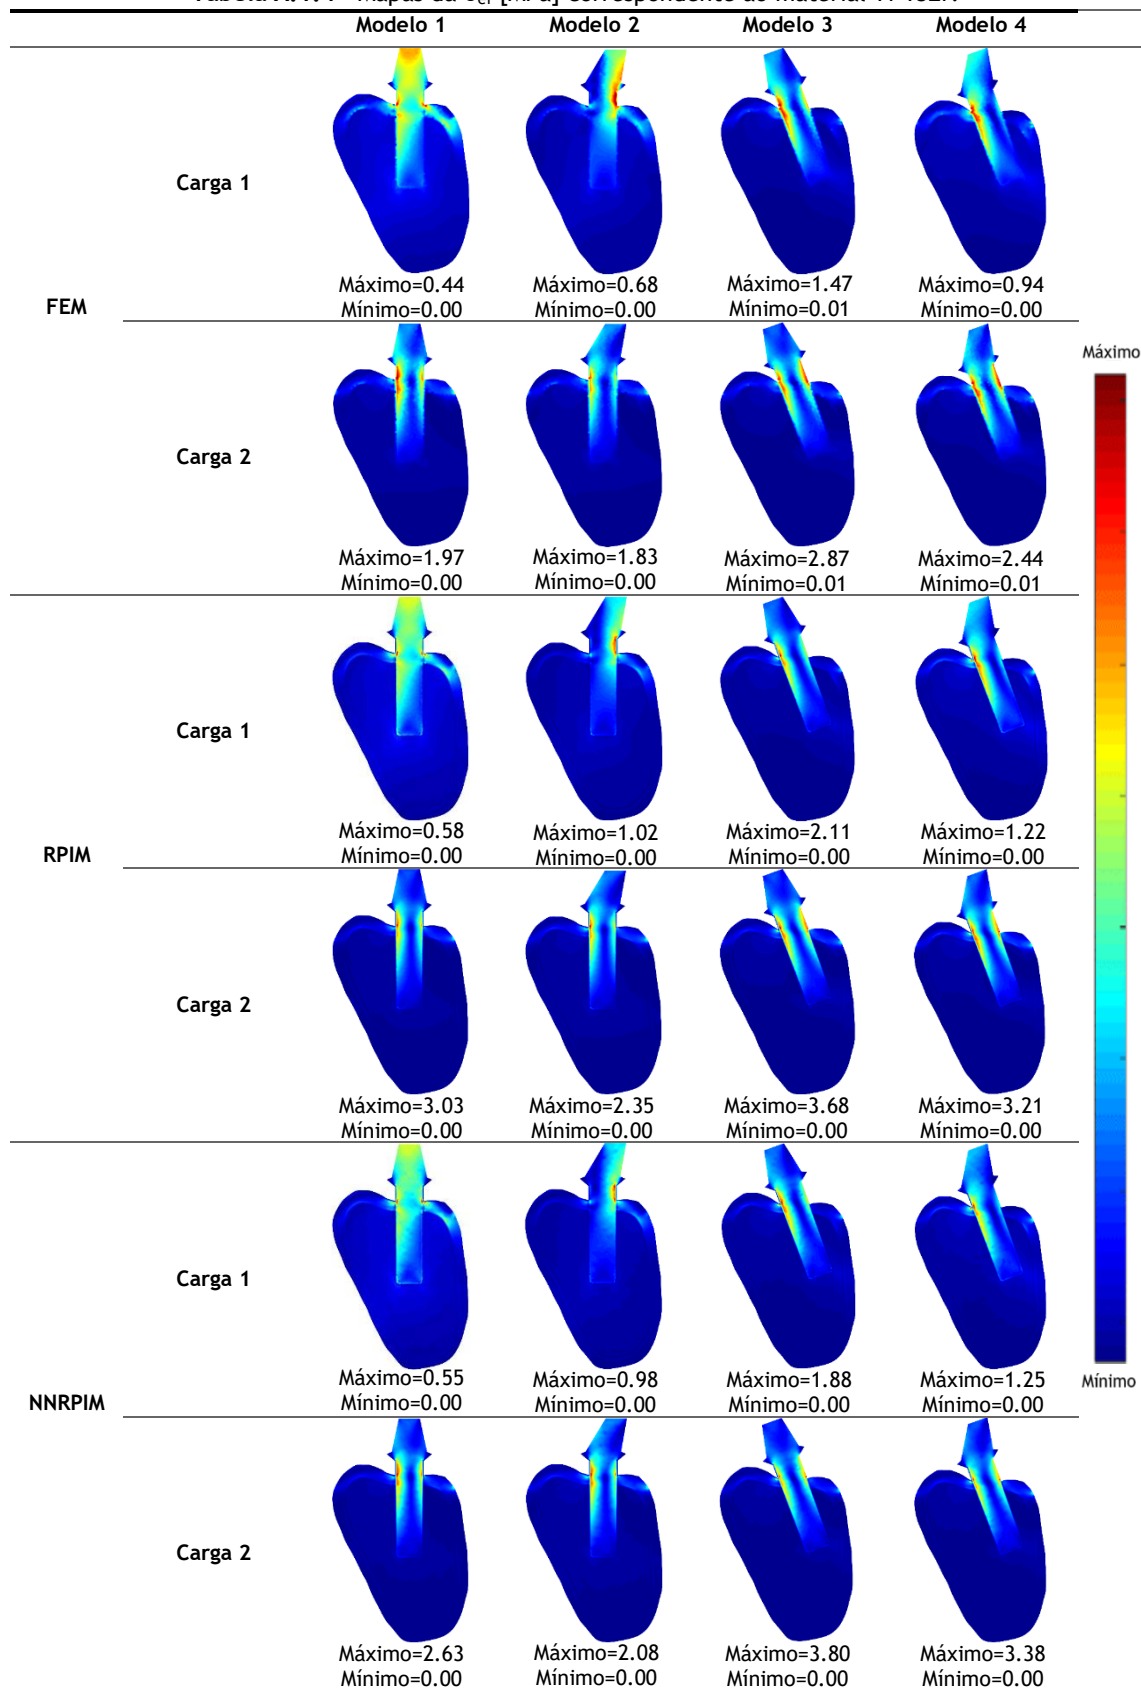 Modelo 1 Modelo 2 Modelo 3 Modelo 4
Carga 1
Máximo=0.44 Máximo=0.68 Máximo=1.47 Máximo=0.94
FEM
Mínimo=0.00 Mínimo=0.00 Mínimo=0.01 Mínimo=0.00
Máximo
Carga 2
Máximo=1.97 Máximo=1.83 Máximo=2.87 Máximo=2.44
Mínimo=0.00 Mínimo=0.00 Mínimo=0.01 Mínimo=0.01
Carga 1
Máximo=0.58 Máximo=1.02 Máximo=2.11 Máximo=1.22
RPIM
Mínimo=0.00 Mínimo=0.00 Mínimo=0.00 Mínimo=0.00
Carga 2
Máximo=3.03 Máximo=2.35 Máximo=3.68 Máximo=3.21
Mínimo=0.00 Mínimo=0.00 Mínimo=0.00 Mínimo=0.00
Carga 1
Máximo=0.55 Máximo=0.98 Máximo=1.88 Máximo=1.25
Mínimo
NNRPIM
Mínimo=0.00 Mínimo=0.00 Mínimo=0.00 Mínimo=0.00
Carga 2
Máximo=2.63 Máximo=2.08 Máximo=3.80 Máximo=3.38
Mínimo=0.00 Mínimo=0.00 Mínimo=0.00 Mínimo=0.00